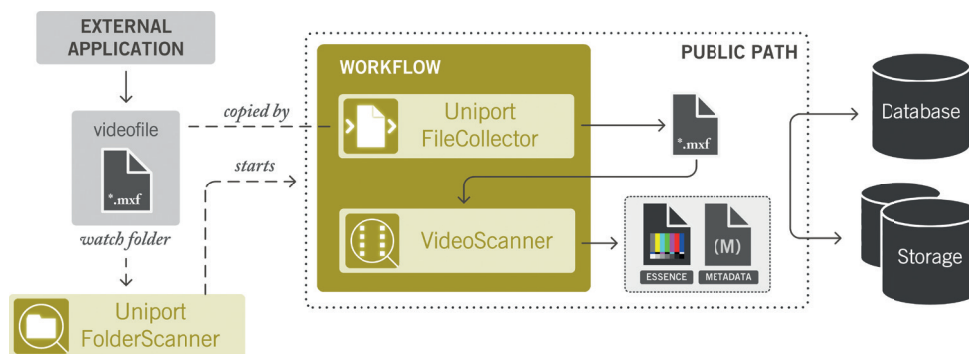 EXTERNAL
APPLICATION
videofile
*.mxf
watch folder
Uniport
FolderScanner
copied by
starts
WORKFLOW
PUBLIC PATH
Uniport
FileCollector
*.mxf
VideoScanner
(M)
ESSENCE
METADATA
Database
Storage